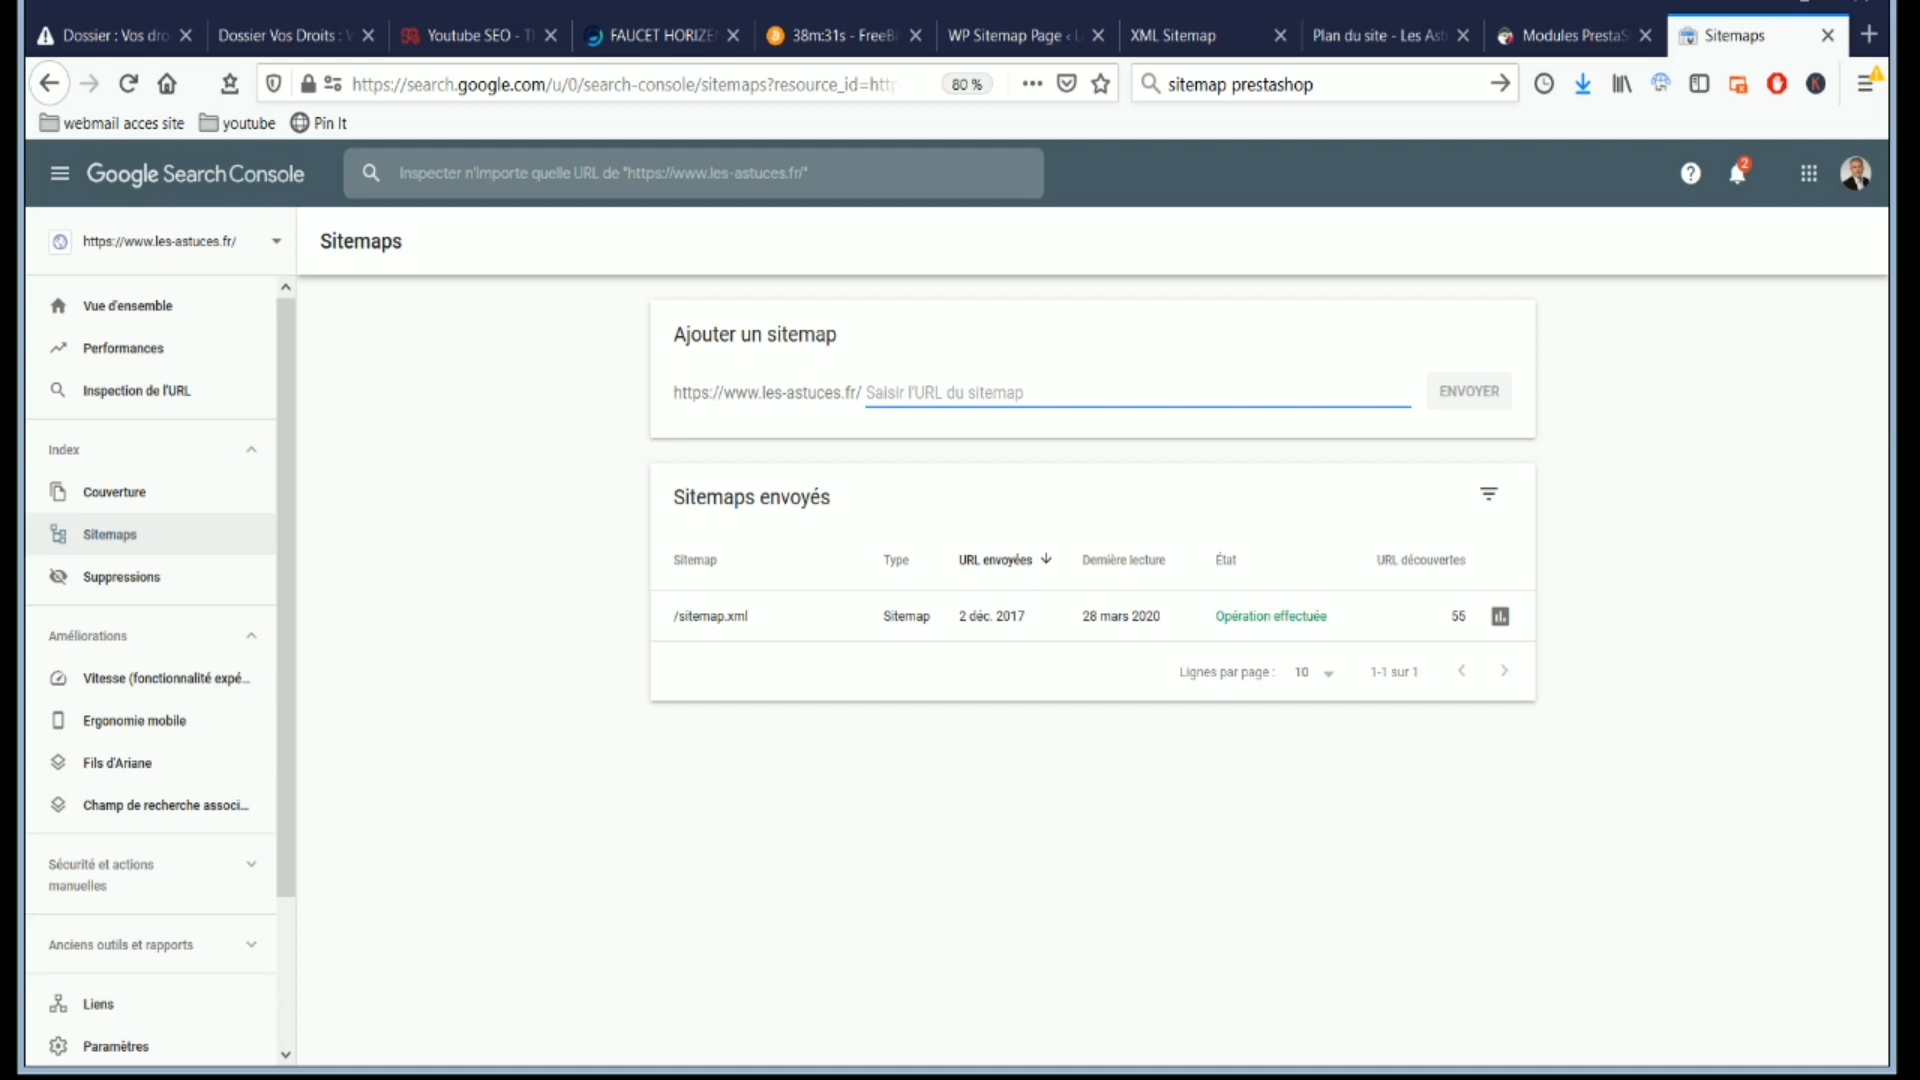 Dossier : Vos dro
Dossier Vos Droits : V
Youtube SEO - Ti
FAUCET HORIZE
38m:31s - FreeB
WP Sitemap Page ‹ L
XML Sitemap
Plan du site - Les Ast
Modules PrestaS
Sitemaps
https://search.google.com/u/0/search-console/sitemaps?resource_id=http
80 %
sitemap prestashop
webmail acces site
youtube
Pin It
Google Search Console
Inspecter n'importe quelle URL de "https://www.les-astuces.fr/"
2
https://www.les-astuces.fr/
Sitemaps
Vue d'ensemble
Performances
Inspection de l'URL
Index
Couverture
Sitemaps
Suppressions
Améliorations
Vitesse (fonctionnalité expé...
Ergonomie mobile
Fils d'Ariane
Champ de recherche associ...
Sécurité et actions
manuelles
Anciens outils et rapports
Liens
Paramètres
Ajouter un sitemap
https://www.les-astuces.fr/ Saisir l'URL du sitemap
ENVOYER
Sitemaps envoyés
Sitemap Type URL envoyées Dernière lecture État URL découvertes
/sitemap.xml Sitemap 2 déc. 2017 28 mars 2020 Opération effectuée 55
Lignes par page : 10 1-1 sur 1